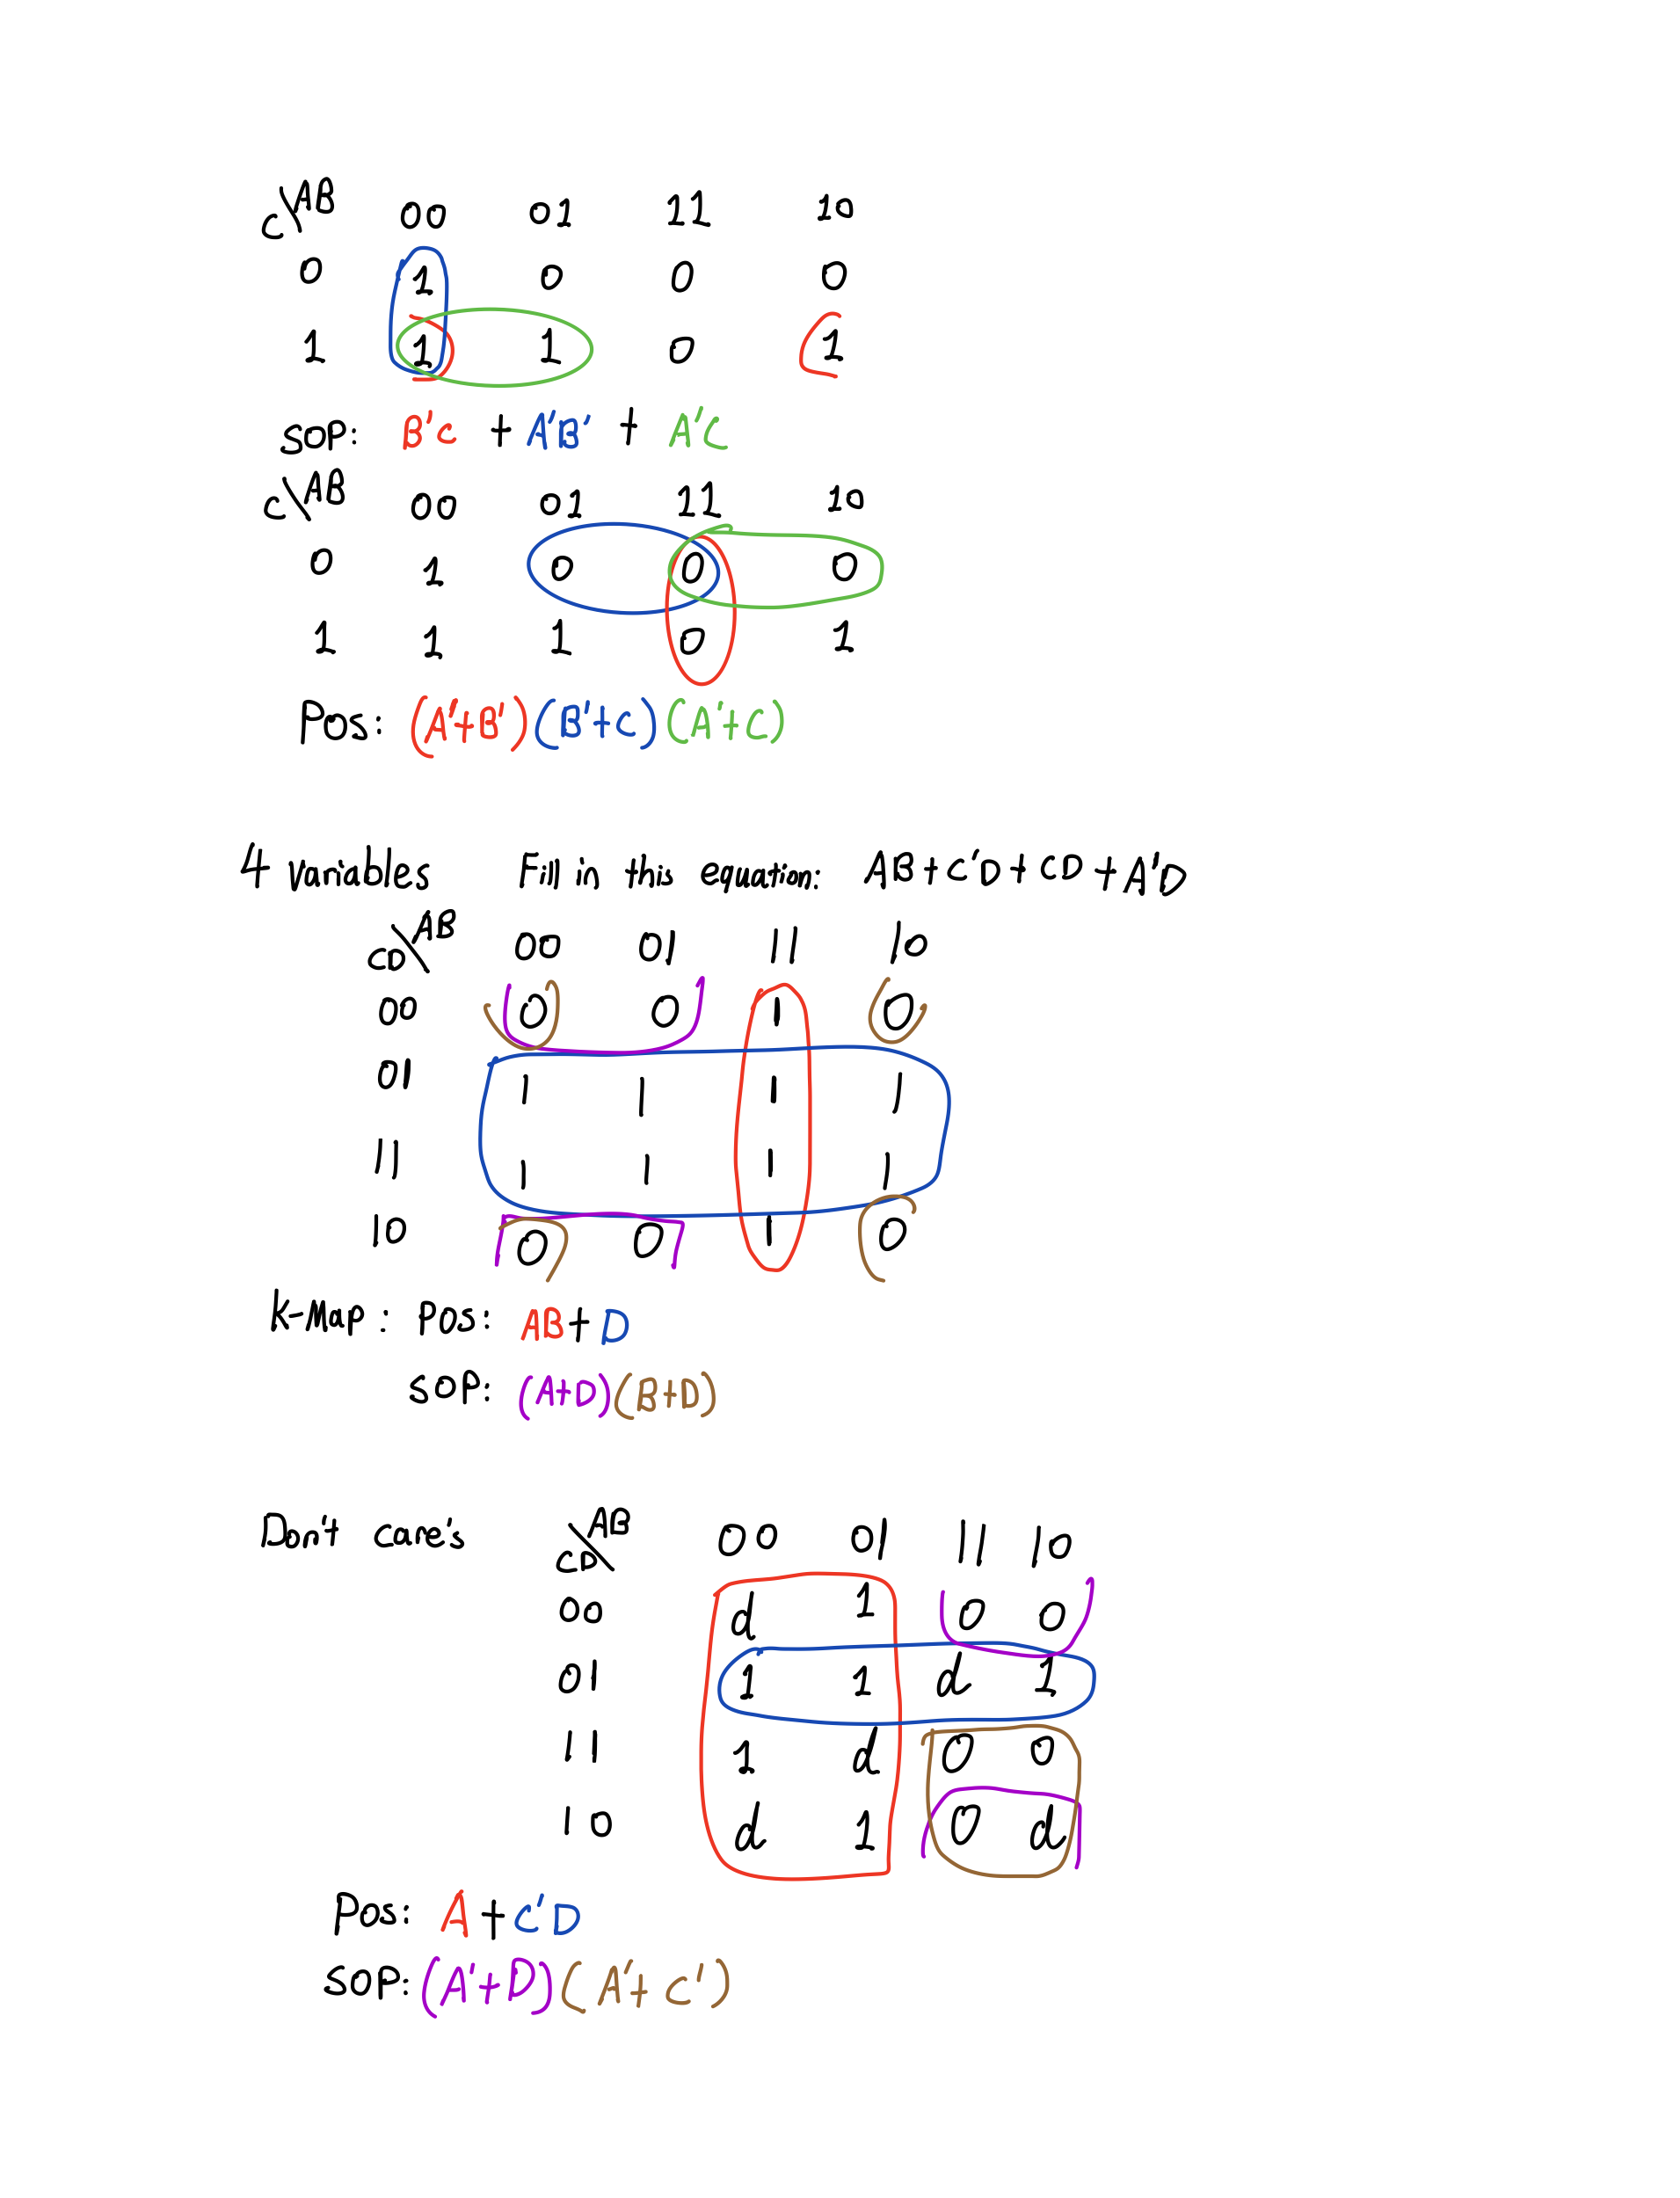 C\AB 00 01 11 10
0 1 0 0 0
1 1 1 0 1
SOP: B'C + A'B' + A'C
C\AB 00 01 11 10
0 1 0 0 0
1 1 1 0 1
Pos: (A'+B')(B'+C)(A'+C)
4 variables Fill in this equation: AB+C'D+CD+A'D
CD\AB 00 01 11 10
00 0 0 1 0
01 1 1 1 1
11 1 1 1 1
10 0 0 1 0
K-Map: POS: AB+D
SOP: (A+D)(B+D)
Don't care's CD\AB 00 01 11 10
00 d 1 0 0
01 1 1 d 1
11 1 d 0 0
10 d 1 0 d
Pos: A+C'D
SOP: (A'+D)(A'+C')